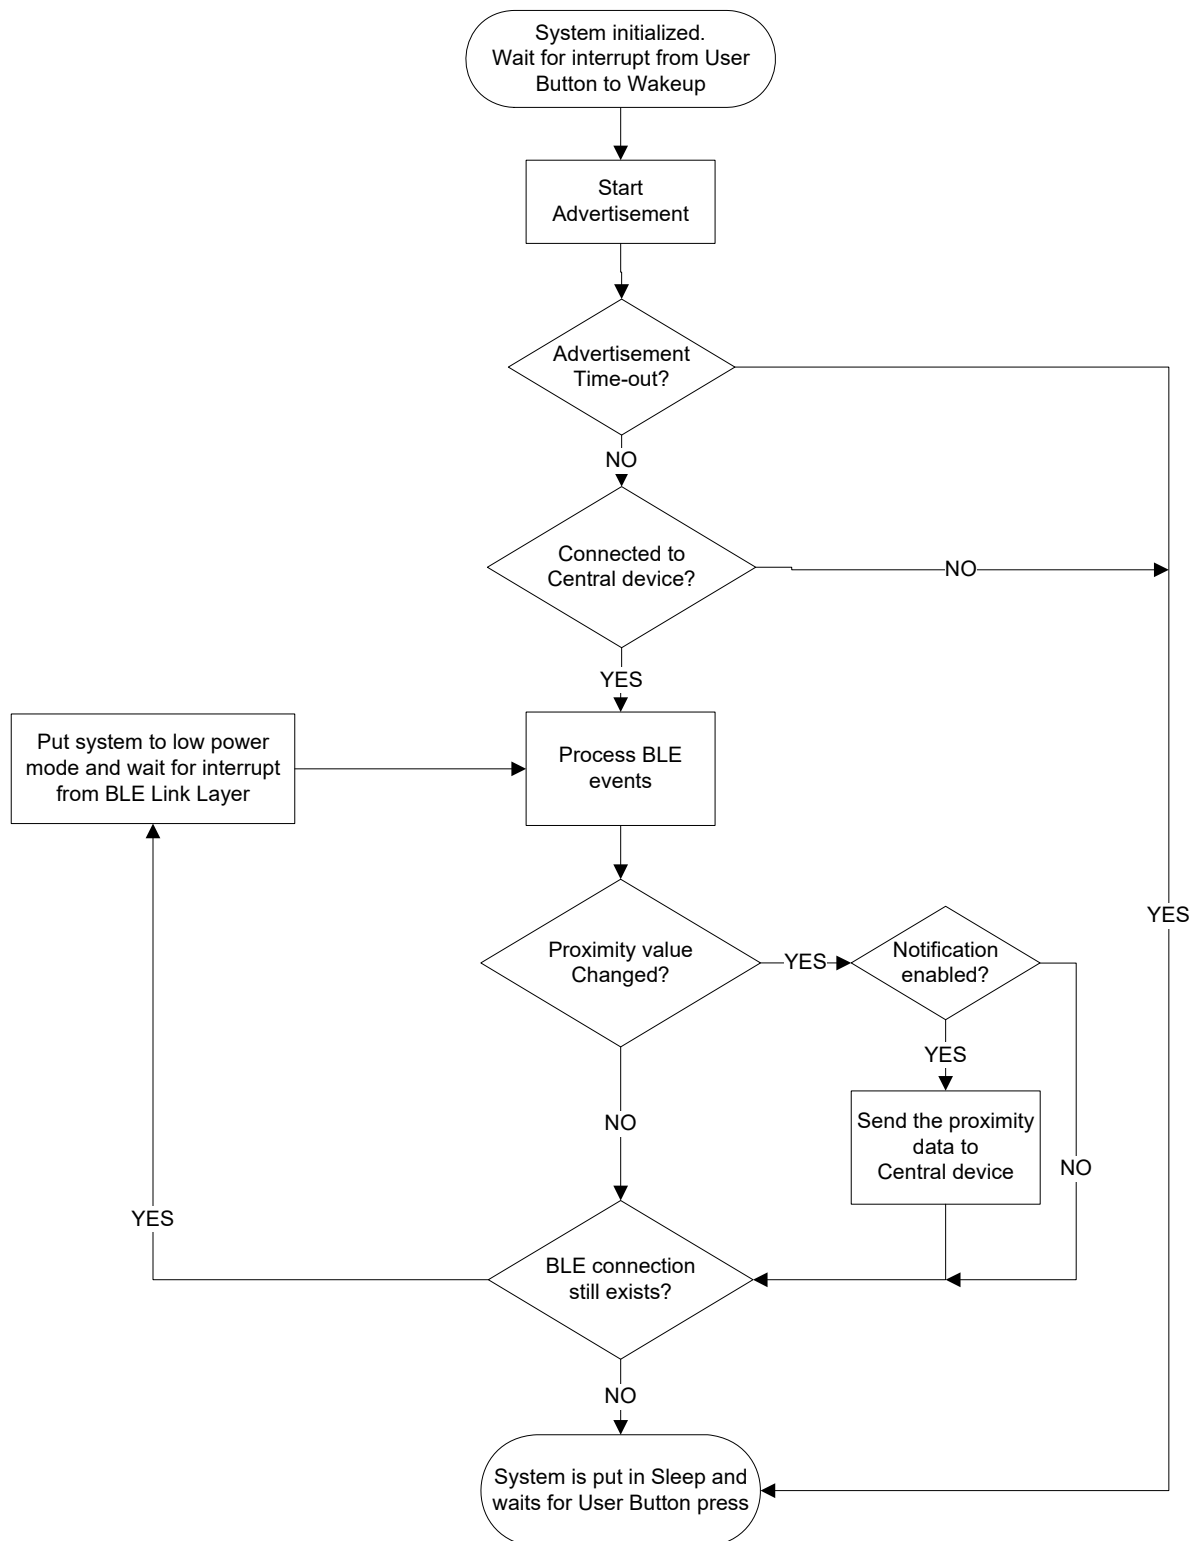 System initialized.
Wait for interrupt from User
Button to Wakeup
Start
Advertisement
Advertisement
Time-out?
NO
Connected to
Central device?
NO
YES
Put system to low power
mode and wait for interrupt
from BLE Link Layer
Process BLE
events
YES
Proximity value
Changed?
YES
Notification
enabled?
YES
Send the proximity
data to
Central device
NO
NO
YES
BLE connection
still exists?
NO
System is put in Sleep and
waits for User Button press